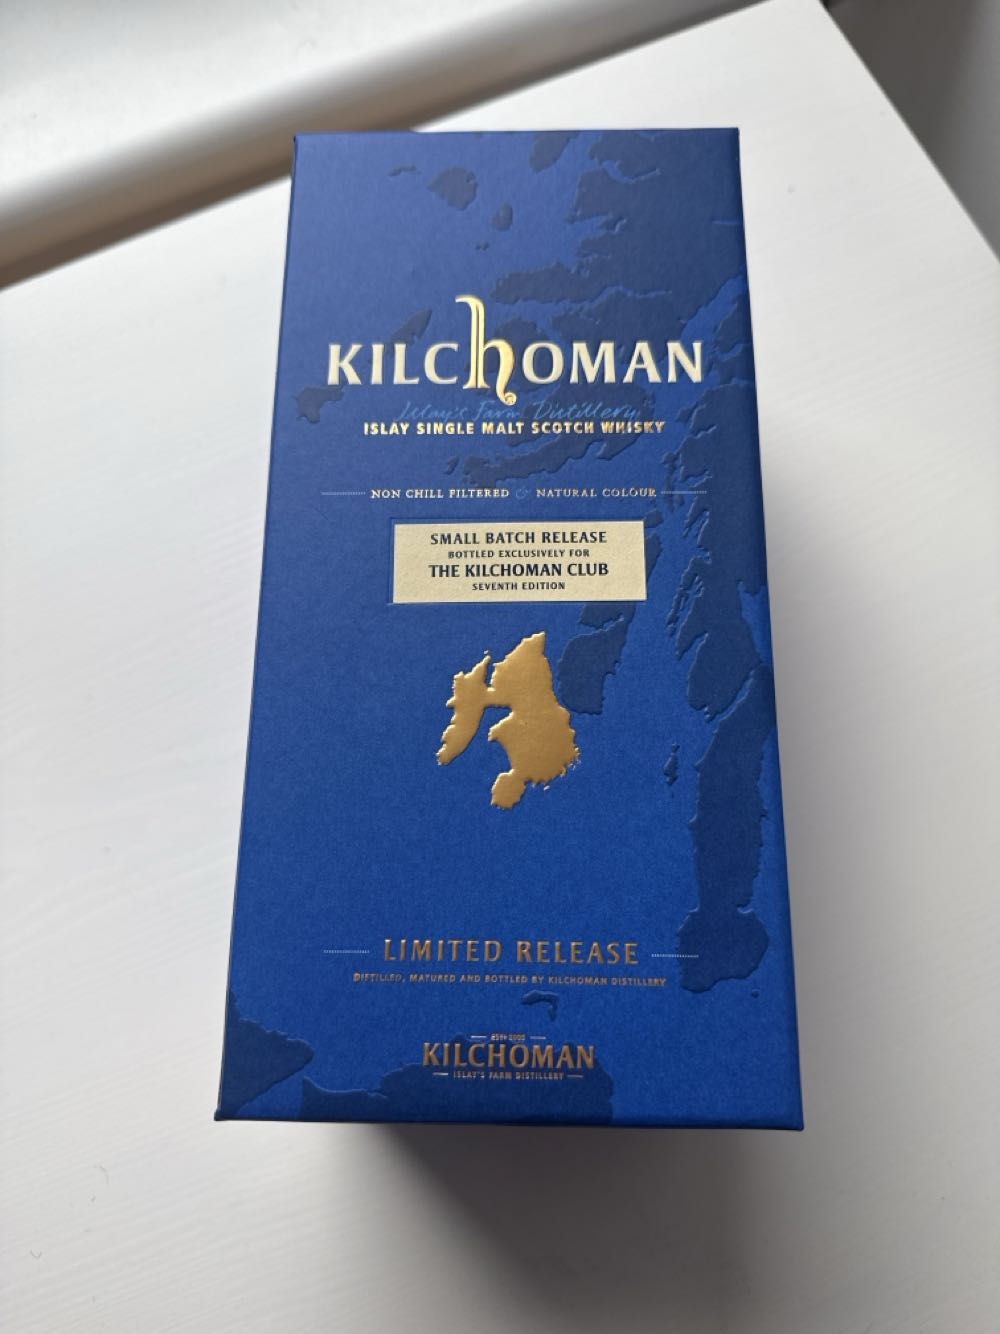 KILCHOMAN
Islay's Farm Distillery
ISLAY SINGLE MALT SCOTCH WHISKY
NON CHILL FILTERED & NATURAL COLOUR
SMALL BATCH RELEASE
BOTTLED EXCLUSIVELY FOR
THE KILCHOMAN CLUB
SEVENTH EDITION
LIMITED RELEASE
DISTILLED, MATURED AND BOTTLED BY KILCHOMAN DISTILLERY
ESTD 2005
KILCHOMAN
ISLAY'S FARM DISTILLERY